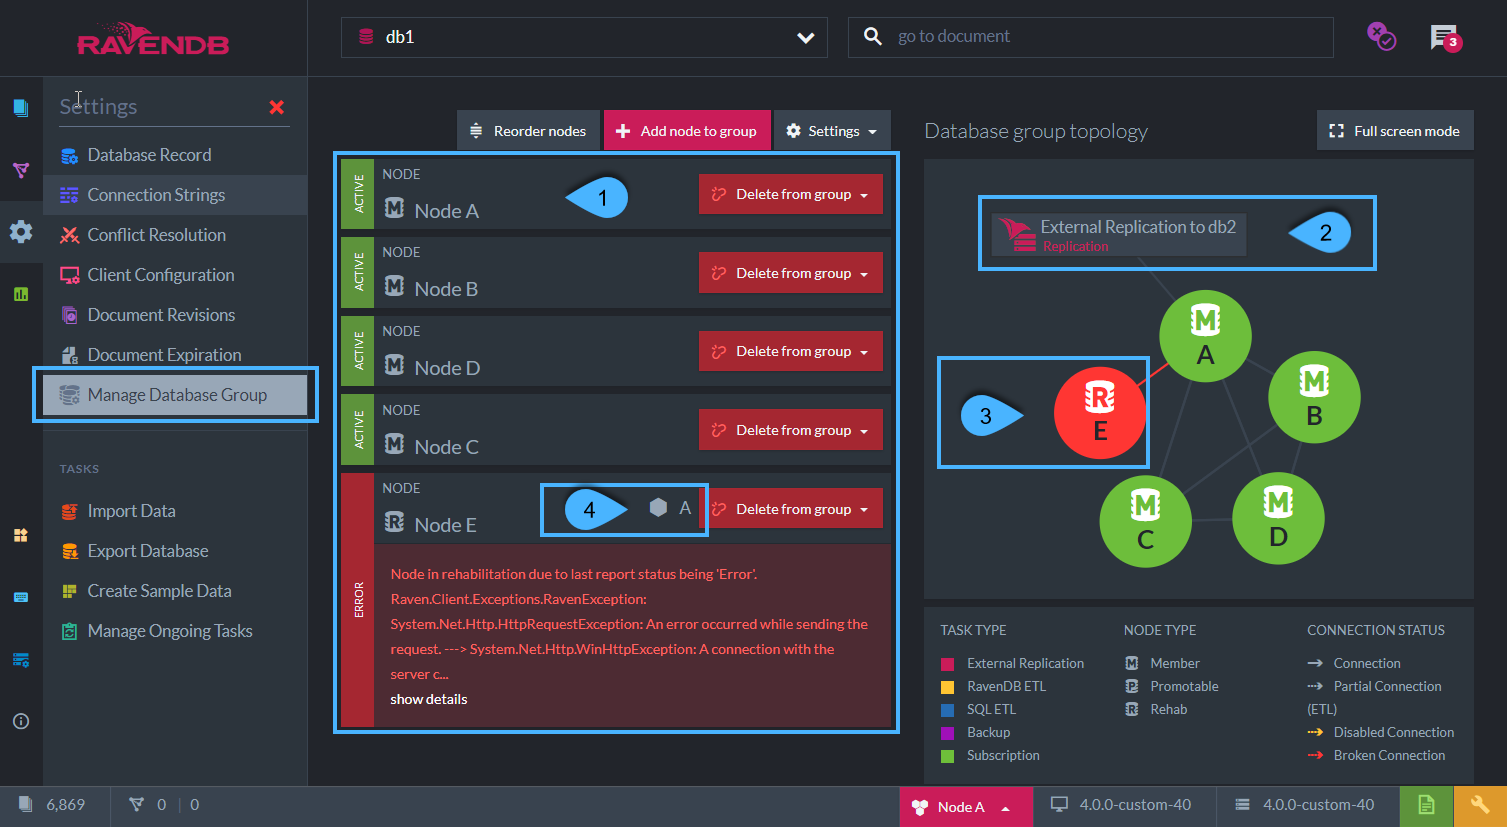 RAVENDB
db1
go to document
3
Settings
Database Record
Connection Strings
Conflict Resolution
Client Configuration
Document Revisions
Document Expiration
Manage Database Group
TASKS
Import Data
Export Database
Create Sample Data
Manage Ongoing Tasks
Reorder nodes
Add node to group
Settings
ACTIVE
NODE
Node A
1
Delete from group
ACTIVE
NODE
Node B
Delete from group
ACTIVE
NODE
Node D
Delete from group
ACTIVE
NODE
Node C
Delete from group
ERROR
NODE
Node E
4
A
Delete from group
Node in rehabilitation due to last report status being 'Error'.
Raven.Client.Exceptions.RavenException:
System.Net.Http.HttpRequestException: An error occurred while sending the
request. ---> System.Net.Http.WinHttpException: A connection with the
server c...
show details
Database group topology
Full screen mode
External Replication to db2
Replication
2
M
A
M
B
3
R
E
M
C
M
D
TASK TYPE
External Replication
RavenDB ETL
SQL ETL
Backup
Subscription
NODE TYPE
M Member
P Promotable
R Rehab
CONNECTION STATUS
Connection
Partial Connection
(ETL)
Disabled Connection
Broken Connection
6,869
0 | 0
Node A
4.0.0-custom-40
4.0.0-custom-40